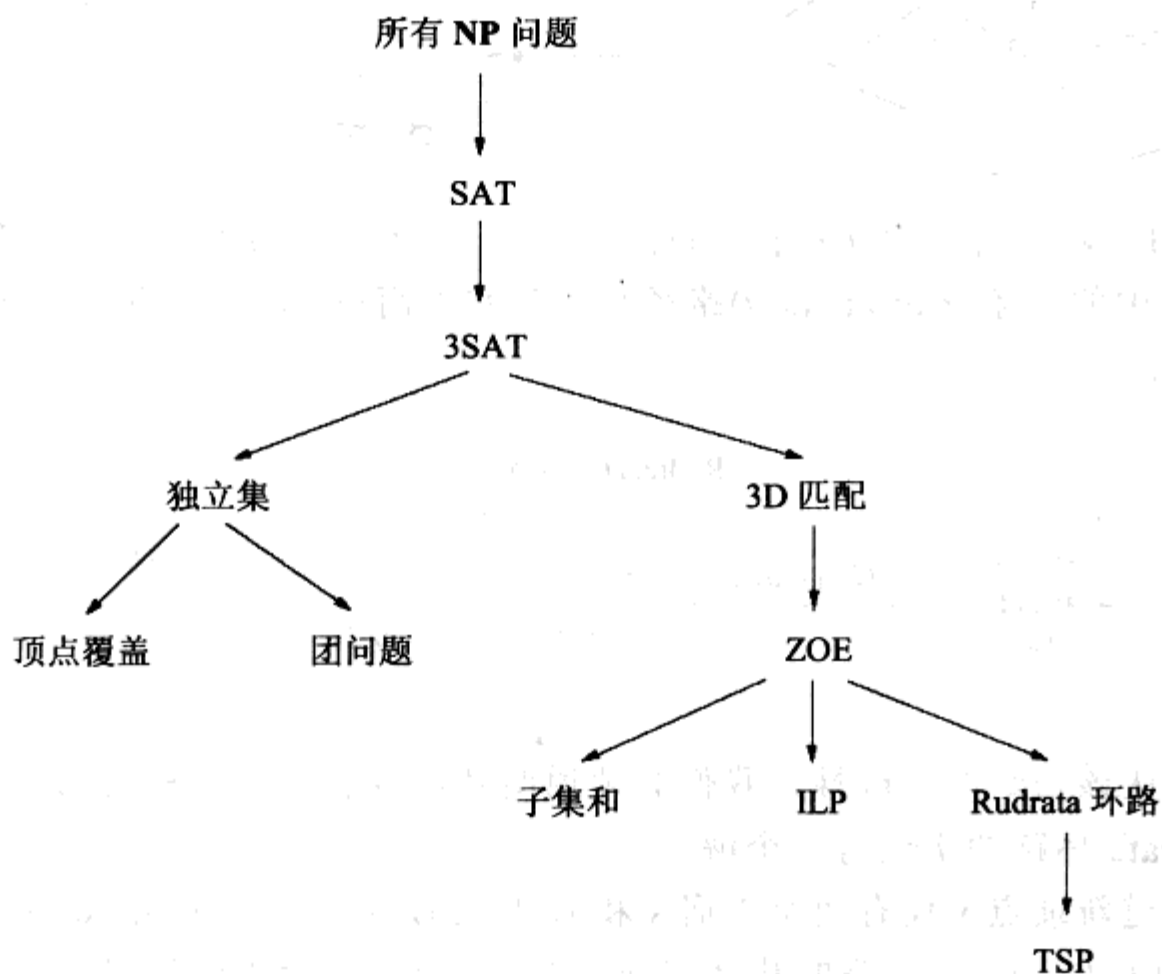 所有 NP 问题
SAT
3SAT
独立集 3D 匹配
顶点覆盖 团问题 ZOE
子集和 ILP Rudrata 环路
TSP